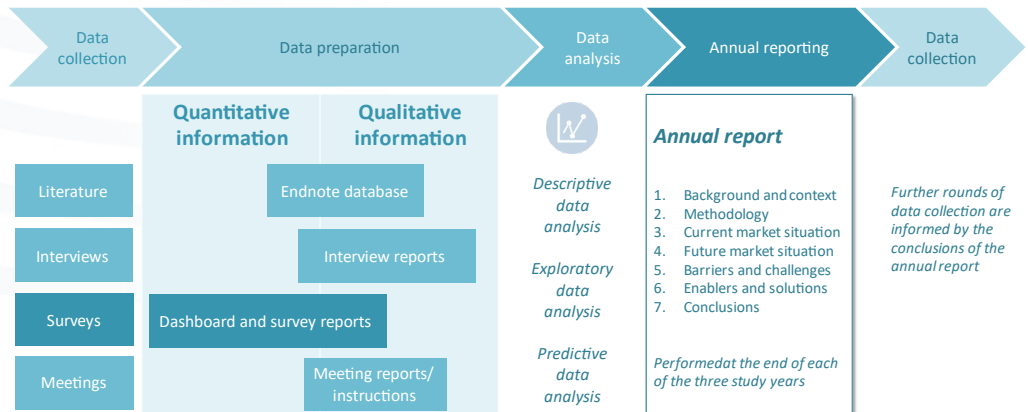 Data
collection
Data preparation
Data
analysis
Annual reporting
Data
collection
Quantitative
information
Qualitative
information
Literature
Endnote database
Interviews
Interview reports
Surveys
Dashboard and survey reports
Meetings
Meeting reports/
instructions
Descriptive
data
analysis
Exploratory
data
analysis
Predictive
data
analysis
Annual report
1. Background and context
2. Methodology
3. Current market situation
4. Future market situation
5. Barriers and challenges
6. Enablers and solutions
7. Conclusions
Performedat the end of each
of the three study years
Further rounds of
data collection are
informed by the
conclusions of the
annual report